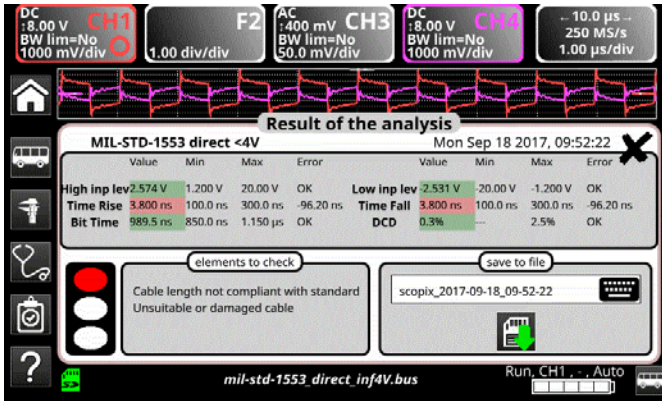 DC
↕8.00 V CH1
BW lim=No
1000 mV/div
F2
1.00 div/div
AC
↕400 mV CH3
BW lim=No
50.0 mV/div
DC
↕8.00 V CH4
BW lim=No
1000 mV/div
←10.0 µs→
250 MS/s
1.00 µs/div
Result of the analysis
MIL-STD-1553 direct <4V Mon Sep 18 2017, 09:52:22
Value Min Max Error Value Min Max Error
High inp lev 2.574 V 1.200 V 20.00 V OK Low inp lev -2.531 V -20.00 V -1.200 V OK
Time Rise 3.800 ns 100.0 ns 300.0 ns -96.20 ns Time Fall 3.800 ns 100.0 ns 300.0 ns -96.20 ns
Bit Time 989.5 ns 850.0 ns 1.150 µs OK DCD 0.3% --- 2.5% OK
elements to check save to file
Cable length not compliant with standard
Unsuitable or damaged cable
scopix_2017-09-18_09-52-22
?
mil-std-1553_direct_inf4V.bus
Run, CH1 , - , Auto